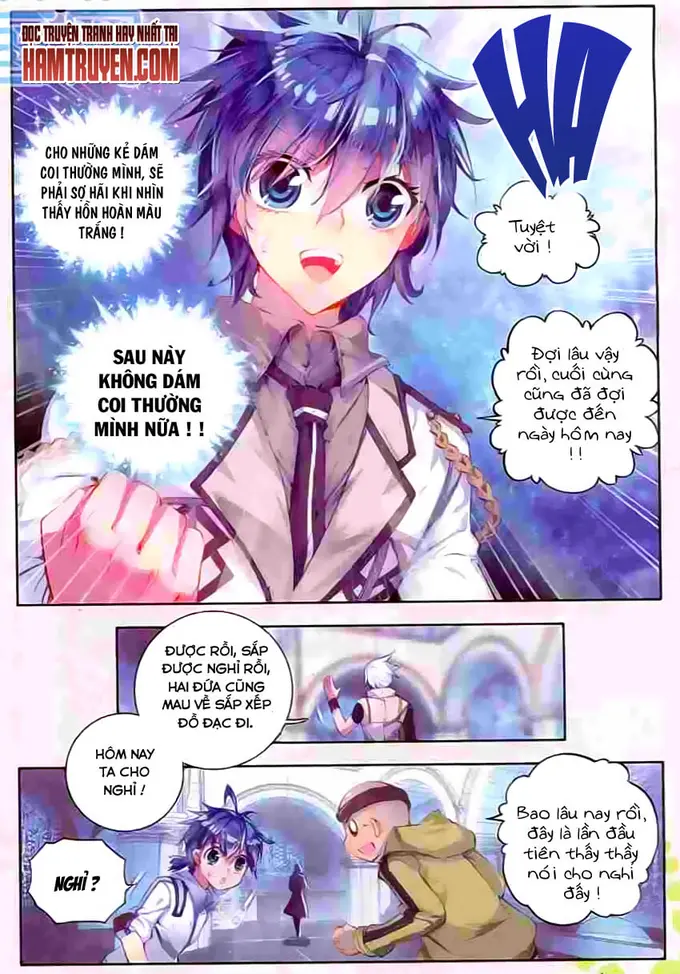 ĐỌC TRUYỆN TRANH HAY NHẤT TẠI
HAMTRUYEN.COM
HA
CHO NHỮNG KẺ DÁM
COI THƯỜNG MÌNH, SẼ
PHẢI SỢ HÃI KHI NHÌN
THẤY HỒN HOÀN MÀU
TRẮNG !
Tuyệt
vời !
SAU NÀY
KHÔNG DÁM
COI THƯỜNG
MÌNH NỮA ! !
Đợi lâu vậy
rồi, cuối cùng
cũng đã đợi
được đến
ngày hôm nay
!!
ĐƯỢC RỒI, SẮP
ĐƯỢC NGHỈ RỒI,
HAI ĐỨA CŨNG
MAU VỀ SẮP XẾP
ĐỒ ĐẠC ĐI.
HÔM NAY
TA CHO
NGHỈ !
NGHỈ ?
Bao lâu nay rồi,
đây là lần đầu
tiên thấy thầy
nói cho nghỉ
đấy !